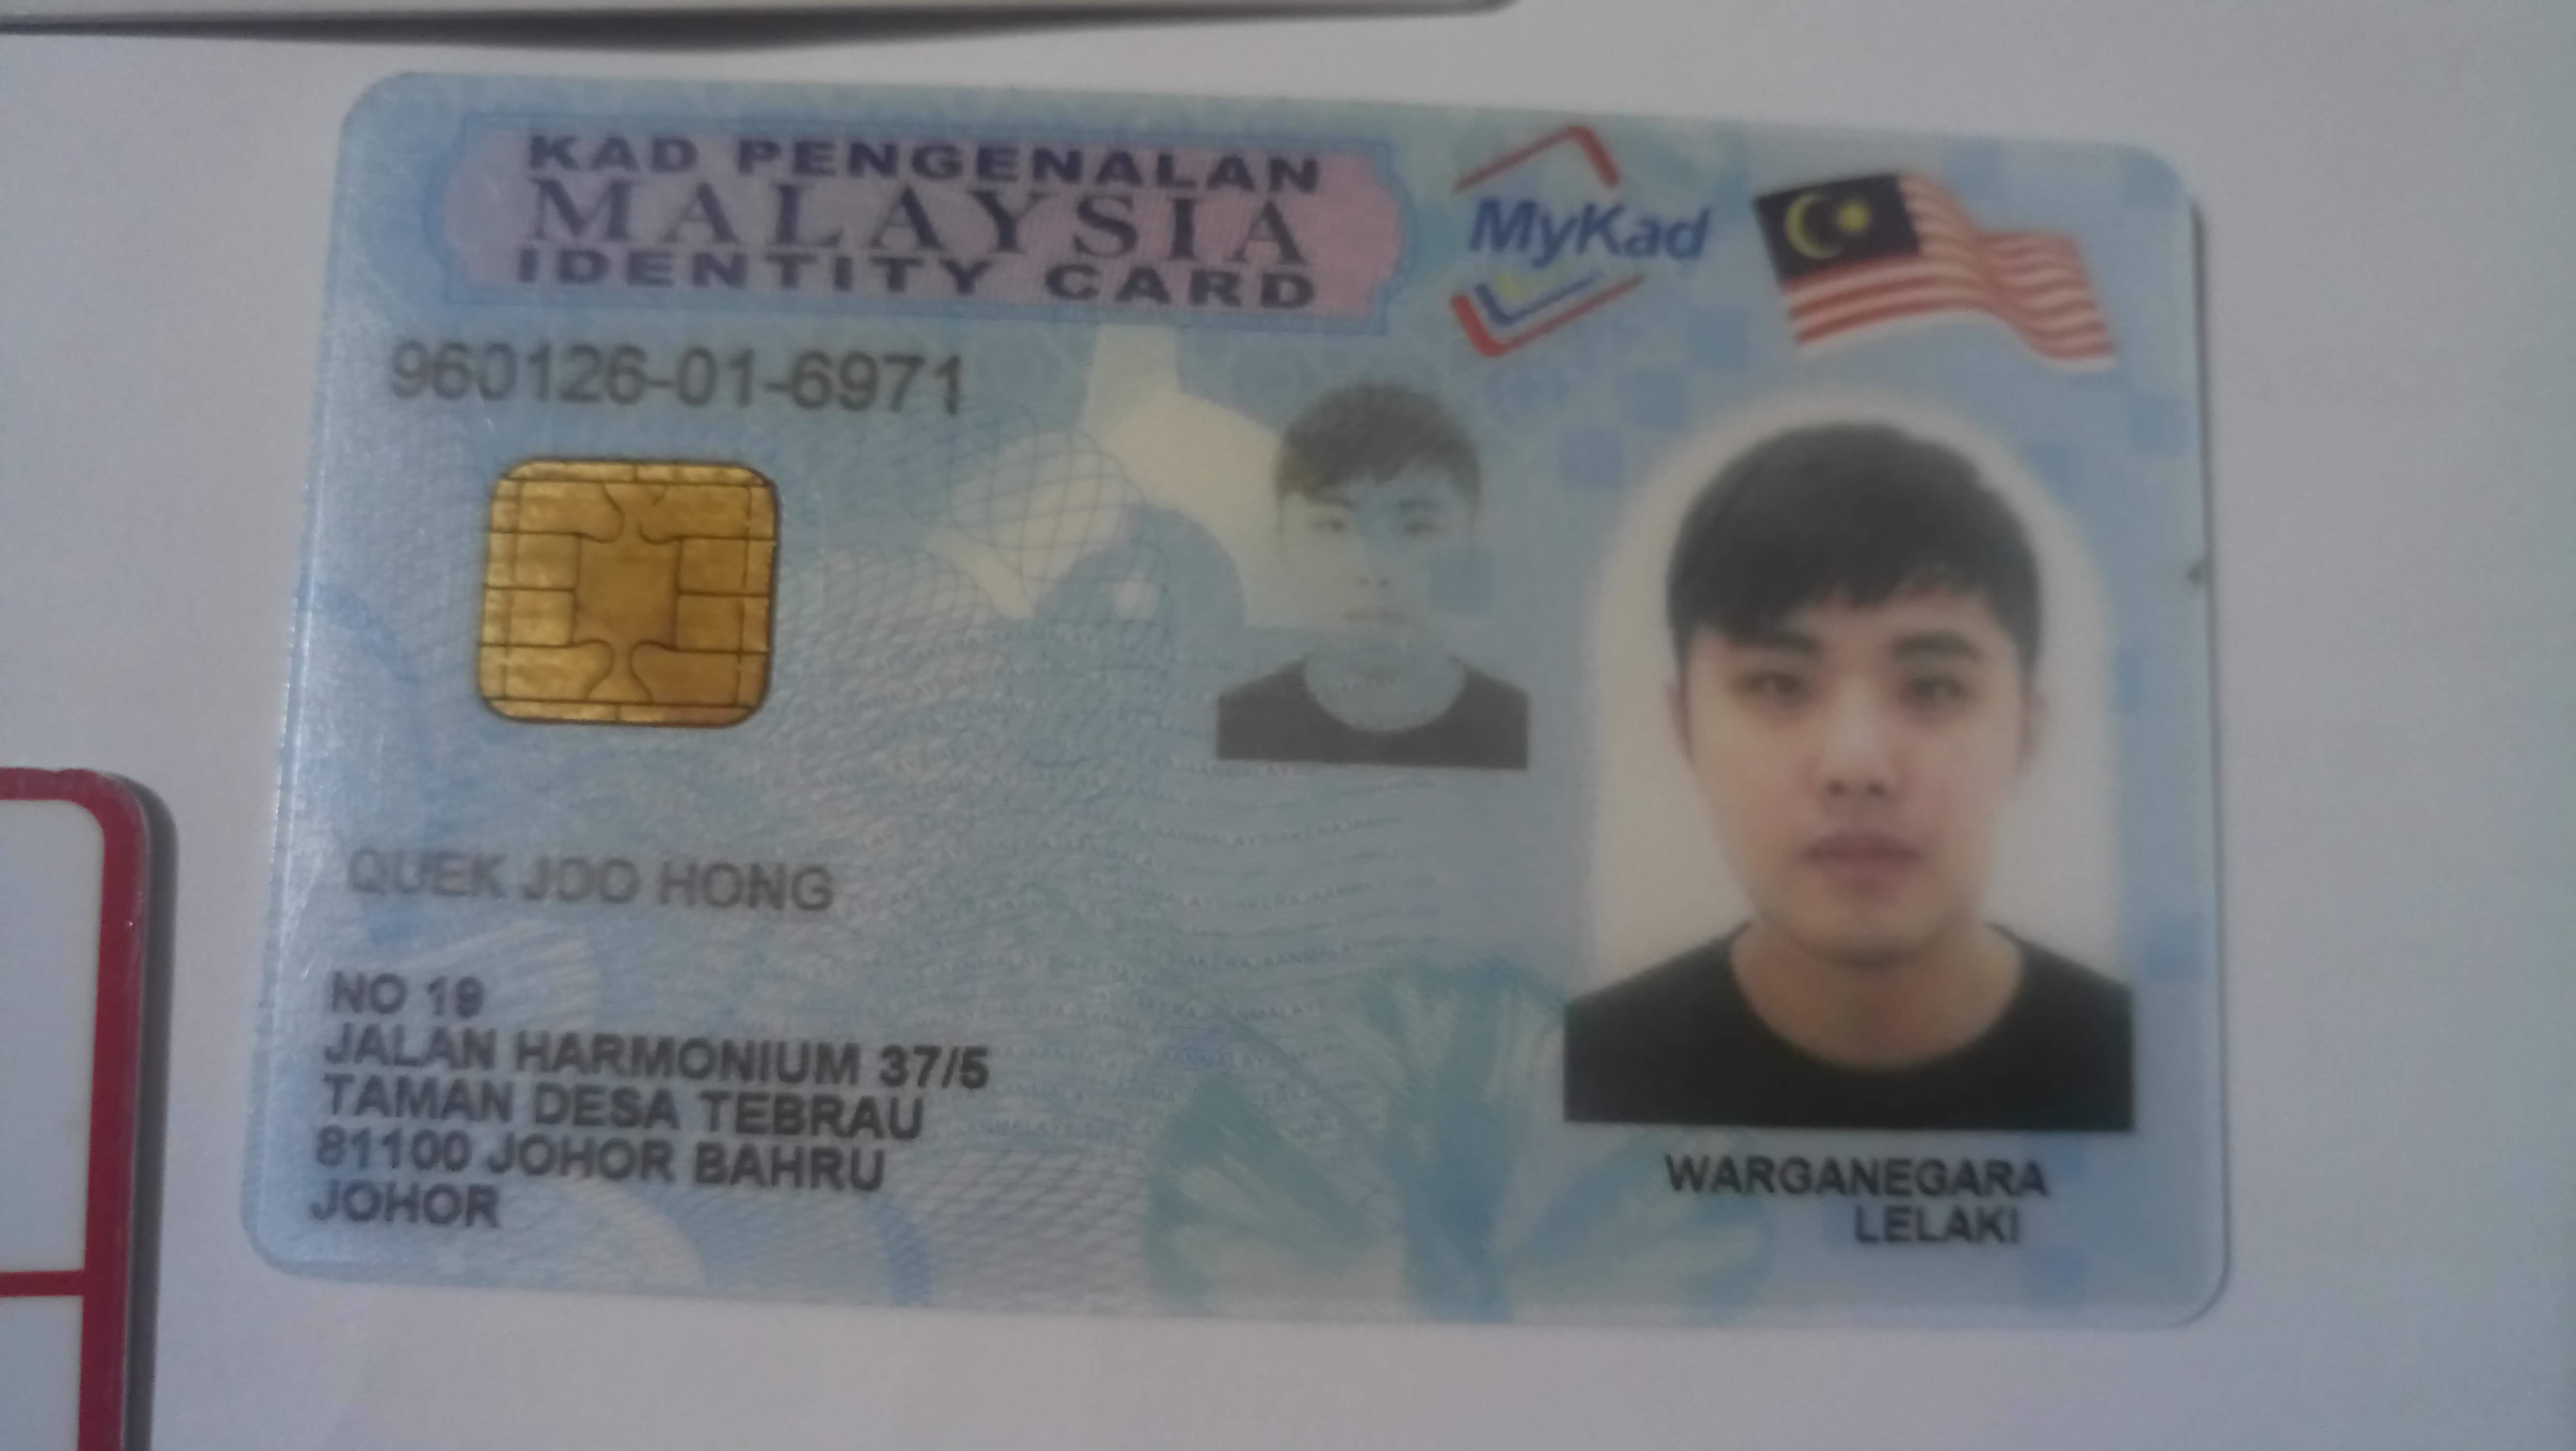 KAD PENGENALAN
MALAYSIA
IDENTITY CARD
MyKad
960126-01-6971
QUEK JOO HONG
NO 19
JALAN HARMONIUM 37/5
TAMAN DESA TEBRAU
81100 JOHOR BAHRU
JOHOR
WARGANEGARA
LELAKI